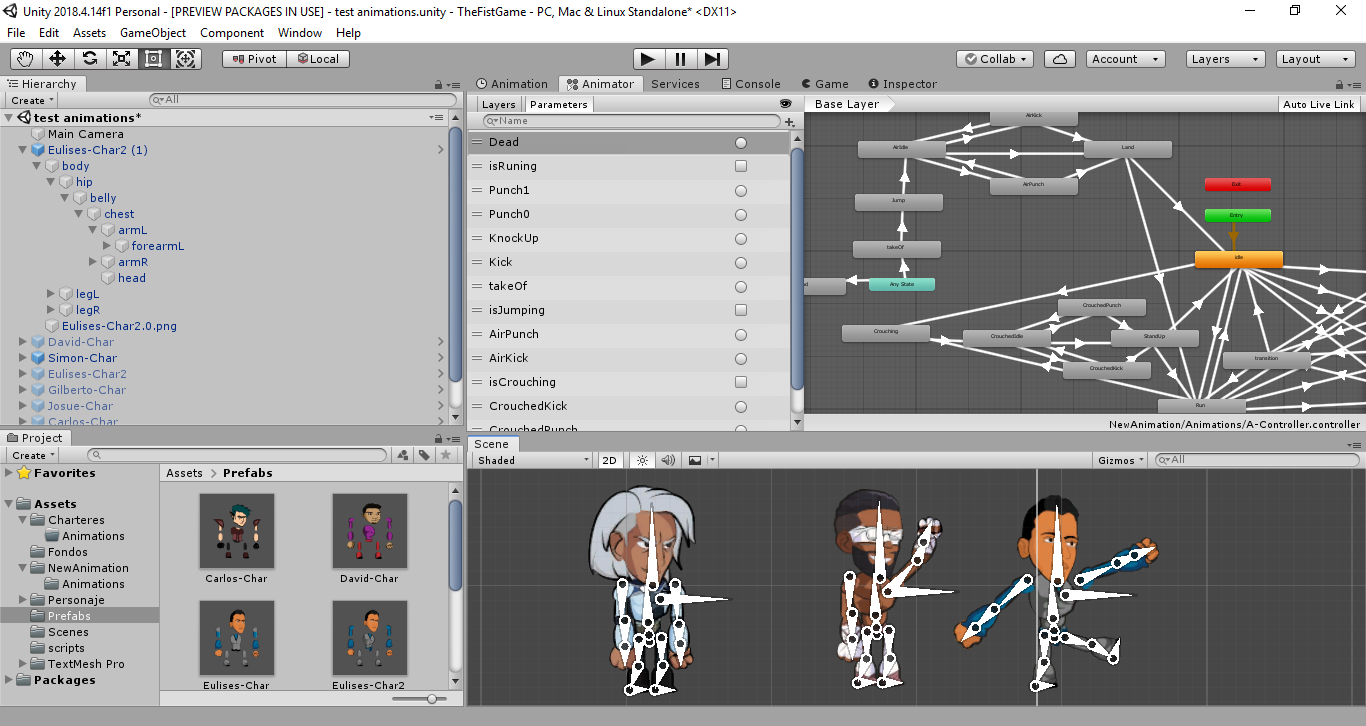 Unity 2018.4.14f1 Personal - [PREVIEW PACKAGES IN USE] - test animations.unity - TheFistGame - PC, Mac & Linux Standalone* <DX11>
File Edit Assets GameObject Component Window Help
Pivot Local Collab Account Layers Layout
Hierarchy
Create All
test animations*
Main Camera
Eulises-Char2 (1)
body
hip
belly
chest
armL
forearmL
armR
head
legL
legR
Eulises-Char2.0.png
David-Char
Simon-Char
Eulises-Char2
Gilberto-Char
Josue-Char
Carlos-Char
Animation Animator Services Console Game Inspector
Layers Parameters
Name
Dead
isRuning
Punch1
Punch0
KnockUp
Kick
takeOf
isJumping
AirPunch
AirKick
isCrouching
CrouchedKick
CrouchedPunch
Base Layer Auto Live Link
AirKick
AirIdle
Land
AirPunch
Exit
Jump
Entry
takeOf
Idle
Any State
CrouchedPunch
Crouching
CrouchedIdle
StandUp
transition
CrouchedKick
Run
NewAnimation/Animations/A-Controller.controller
Project
Create
Favorites
Assets
Charteres
Animations
Fondos
NewAnimation
Animations
Personaje
Prefabs
Scenes
scripts
TextMesh Pro
Packages
Assets Prefabs
Carlos-Char
David-Char
Eulises-Char
Eulises-Char2
Scene
Shaded 2D Gizmos All